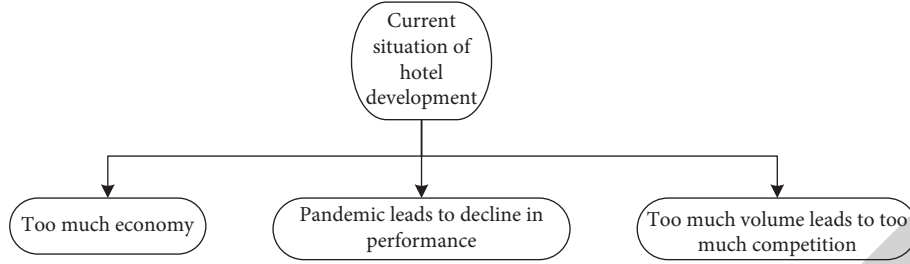 Current
situation of
hotel
development
Too much economy
Pandemic leads to decline in
performance
Too much volume leads to too
much competition